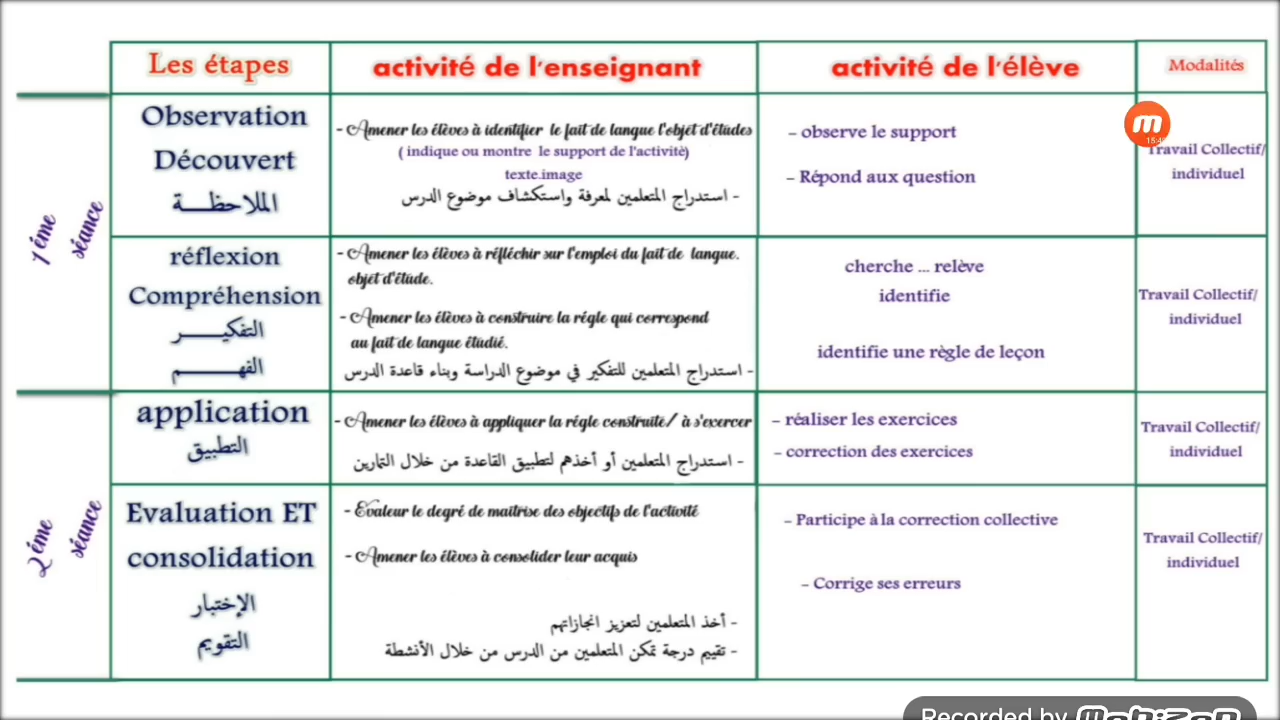 Les étapes
activité de l'enseignant
activité de l'élève
Modalités
1éme
séance
Observation
Découvert
الملاحظة
- Amener les élèves à identifier le fait de langue l'objet d'études
( indique ou montre le support de l'activité)
texte.image
- استدراج المتعلمين لمعرفة واستكشاف موضوع الدرس
- observe le support
- Répond aux question
Travail Collectif/
individuel
réflexion
Compréhension
التفكير
الفهم
- Amener les élèves à réfléchir sur l'emploi du fait de langue.
objet d'étude.
- Amener les élèves à construire la régle qui correspond
au fait de langue étudié.
- استدراج المتعلمين للتفكير في موضوع الدراسة وبناء قاعدة الدرس
cherche ... relève
identifie
identifie une règle de leçon
Travail Collectif/
individuel
2éme
séance
application
التطبيق
- Amener les élèves à appliquer la régle construite/ à s'exercer
- استدراج المتعلمين أو أخذهم لتطبيق القاعدة من خلال التمارين
- réaliser les exercices
- correction des exercices
Travail Collectif/
individuel
Evaluation ET
consolidation
الإختبار
التقويم
- Evaleur le degré de maîtrise des objectifs de l'activité
- Amener les élèves à consolider leur acquis
- أخذ المتعلمين لتعزيز انجازاتهم
- تقييم درجة تمكن المتعلمين من الدرس من خلال الأنشطة
- Participe à la correction collective
- Corrige ses erreurs
Travail Collectif/
individuel
Recorded by Mobizen